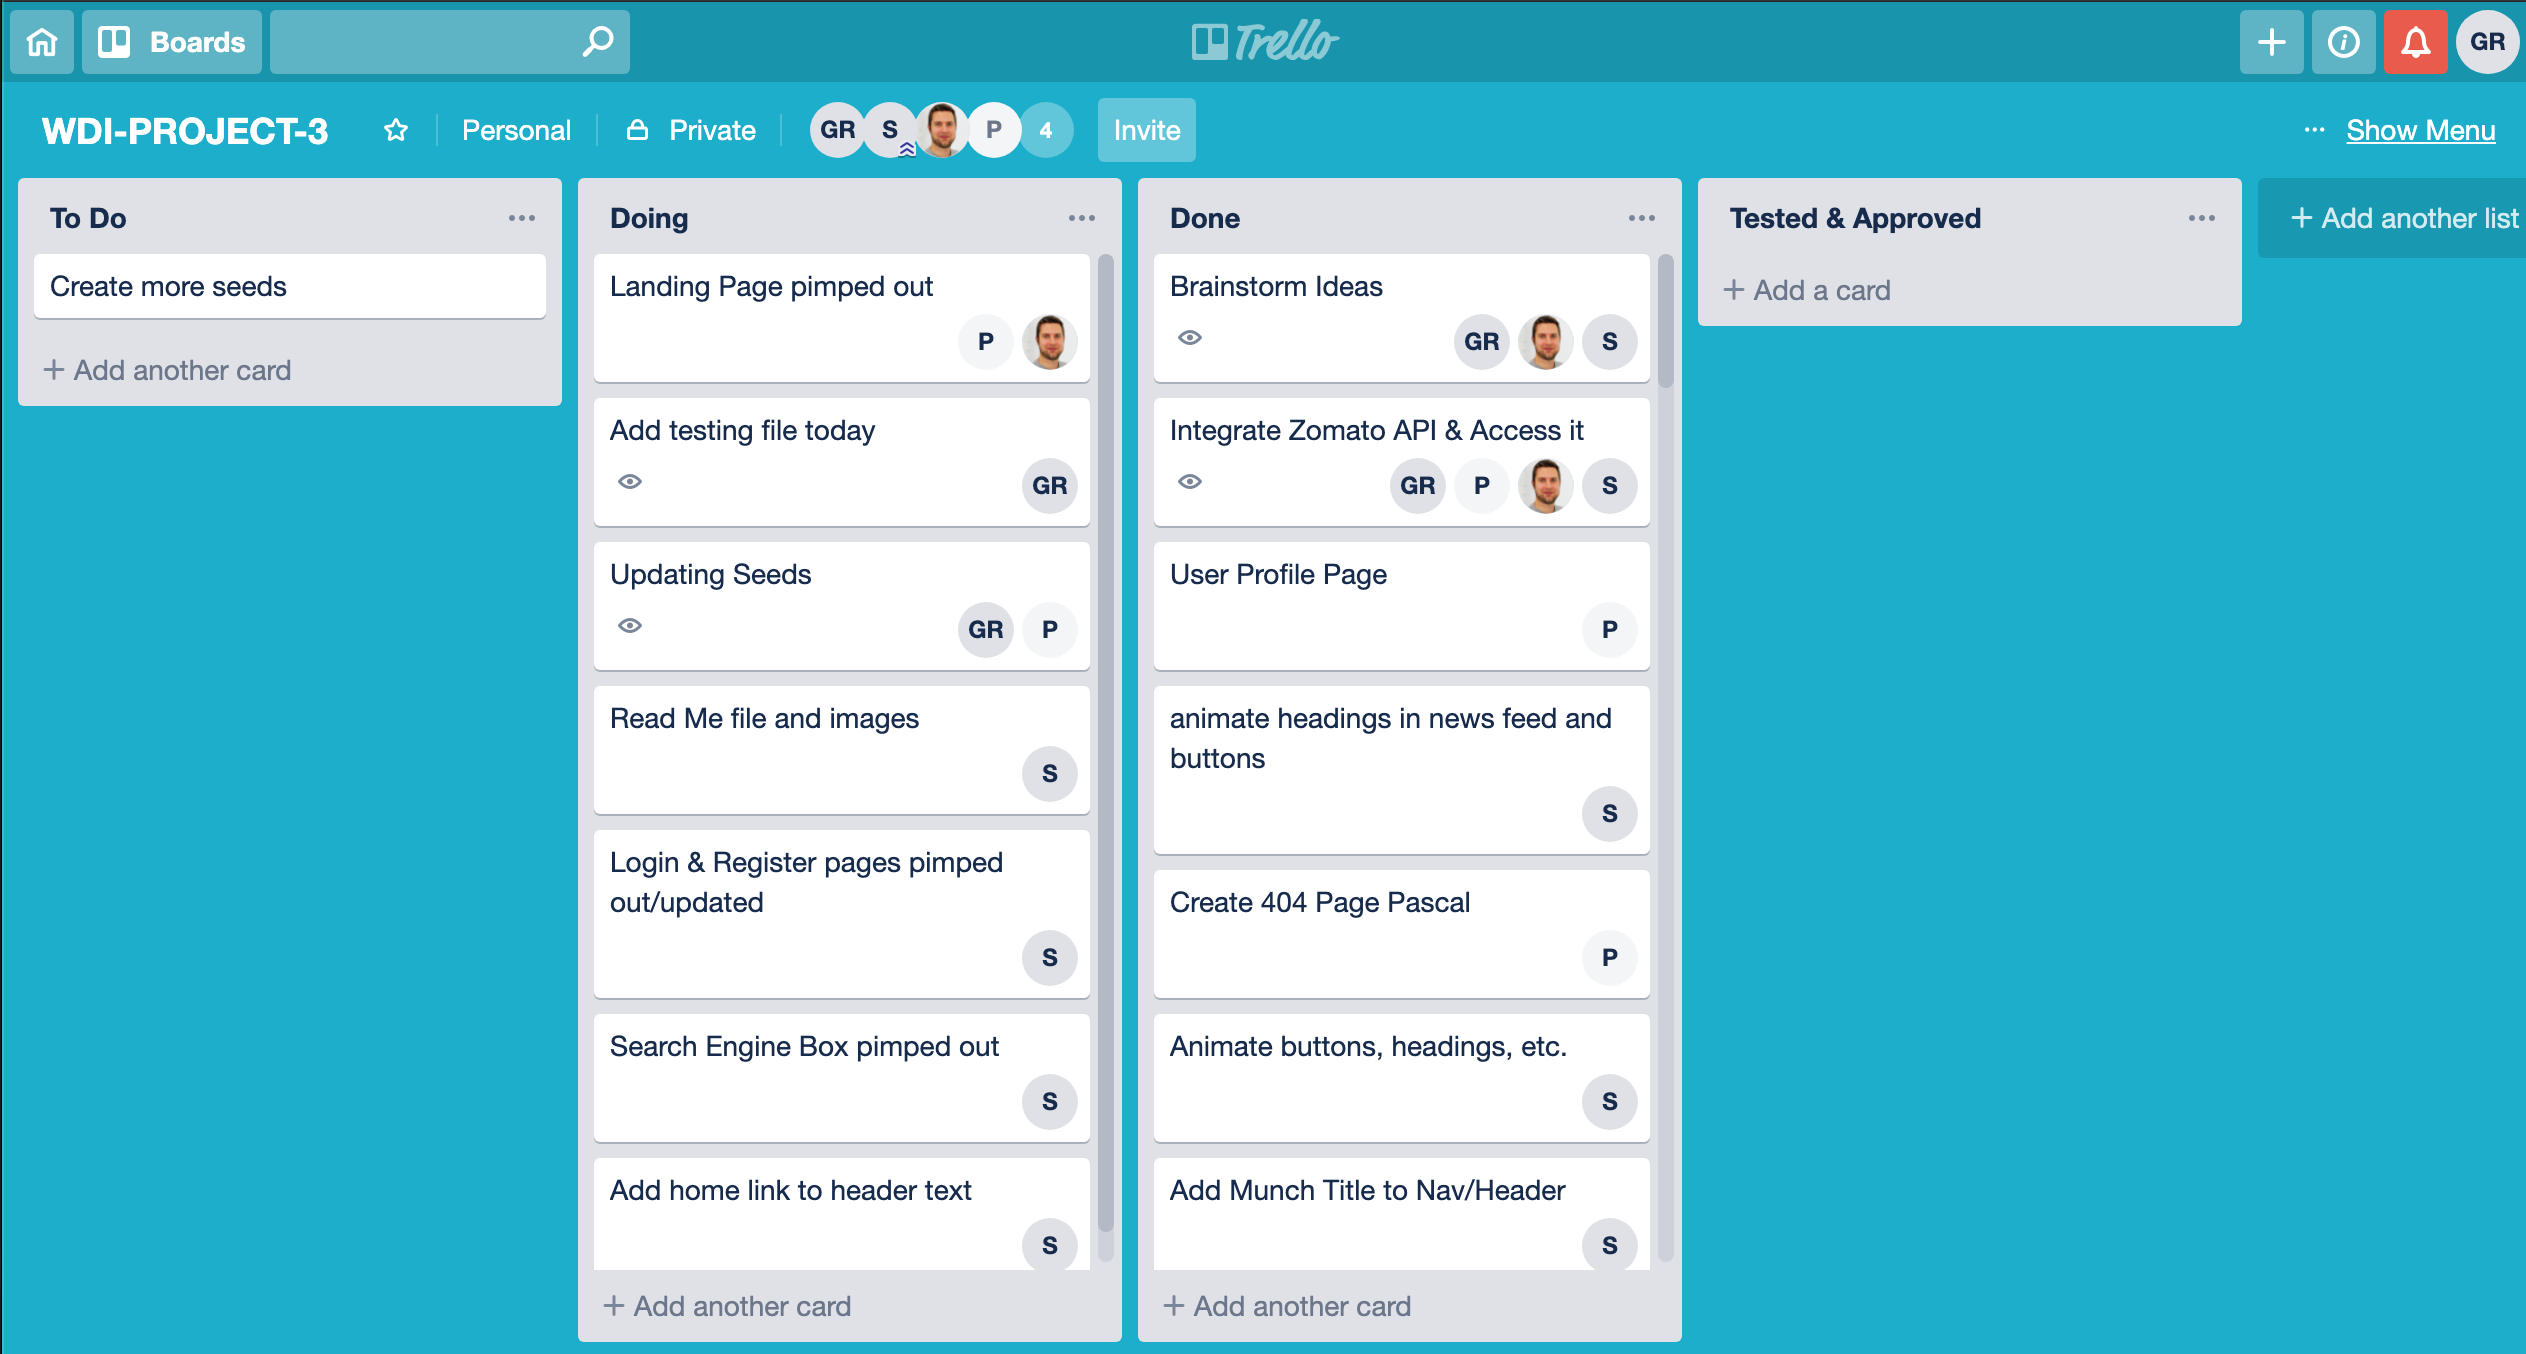 Boards
Trello
GR
WDI-PROJECT-3
Personal
Private
GR
S
P
4
Invite
Show Menu
To Do
Create more seeds
+ Add another card
Doing
Landing Page pimped out
P
Add testing file today
GR
Updating Seeds
GR
P
Read Me file and images
S
Login & Register pages pimped
out/updated
S
Search Engine Box pimped out
S
Add home link to header text
S
+ Add another card
Done
Brainstorm Ideas
GR
S
Integrate Zomato API & Access it
GR
P
S
User Profile Page
P
animate headings in news feed and
buttons
S
Create 404 Page Pascal
P
Animate buttons, headings, etc.
S
Add Munch Title to Nav/Header
S
+ Add another card
Tested & Approved
+ Add a card
+ Add another list